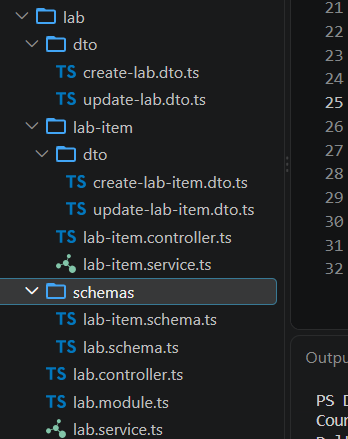 lab
dto
TS create-lab.dto.ts
TS update-lab.dto.ts
lab-item
dto
TS create-lab-item.dto.ts
TS update-lab-item.dto.ts
TS lab-item.controller.ts
lab-item.service.ts
schemas
TS lab-item.schema.ts
TS lab.schema.ts
TS lab.controller.ts
TS lab.module.ts
lab.service.ts
21
22
23
24
25
26
27
28
29
30
31
32
Outpu
PS D
Cour